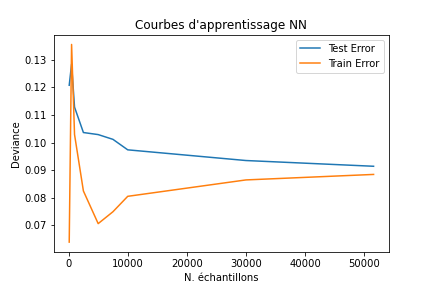 Courbes d'apprentissage NN
Test Error
Train Error
0.13
0.12
0.11
0.10
0.09
0.08
0.07
Deviance
0
10000
20000
30000
40000
50000
N. échantillons